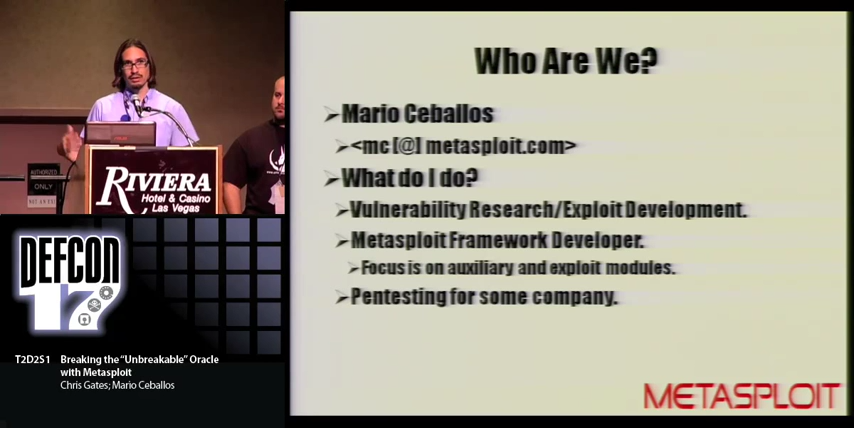 Who Are We?
Mario Ceballos
<mc [@] metasploit.com>
What do I do?
Vulnerability Research/Exploit Development.
Metasploit Framework Developer.
Focus is on auxiliary and exploit modules.
Pentesting for some company.
METASPLOIT
AUTHORIZED
ONLY
RIVIERA
Hotel & Casino
Las Vegas
DEFCON
17
T2D2S1 Breaking the “Unbreakable” Oracle
with Metasploit
Chris Gates; Mario Ceballos